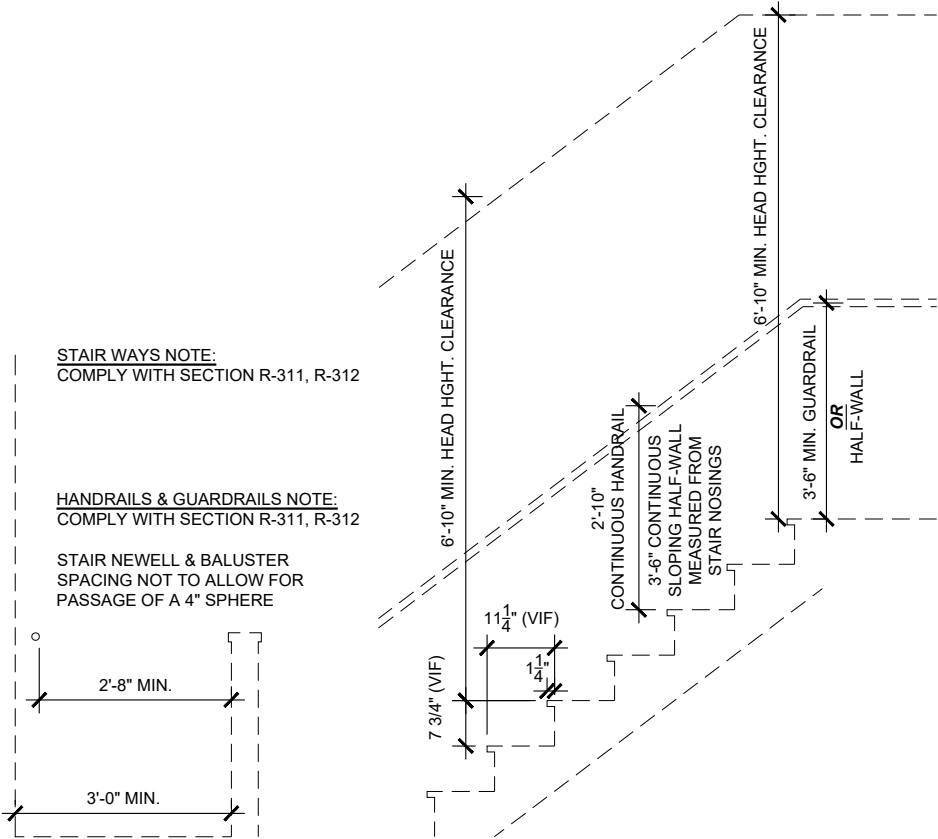 STAIR WAYS NOTE:
COMPLY WITH SECTION R-311, R-312
HANDRAILS & GUARDRAILS NOTE:
COMPLY WITH SECTION R-311, R-312
STAIR NEWELL & BALUSTER
SPACING NOT TO ALLOW FOR
PASSAGE OF A 4" SPHERE
2'-8" MIN.
3'-0" MIN.
6'-10" MIN. HEAD HGHT. CLEARANCE
7 3/4" (VIF)
11 1/4" (VIF)
1 1/4"
2'-10"
CONTINUOUS HANDRAIL
3'-6" CONTINUOUS
SLOPING HALF-WALL
MEASURED FROM
STAIR NOSINGS
6'-10" MIN. HEAD HGHT. CLEARANCE
3'-6" MIN. GUARDRAIL
OR
HALF-WALL